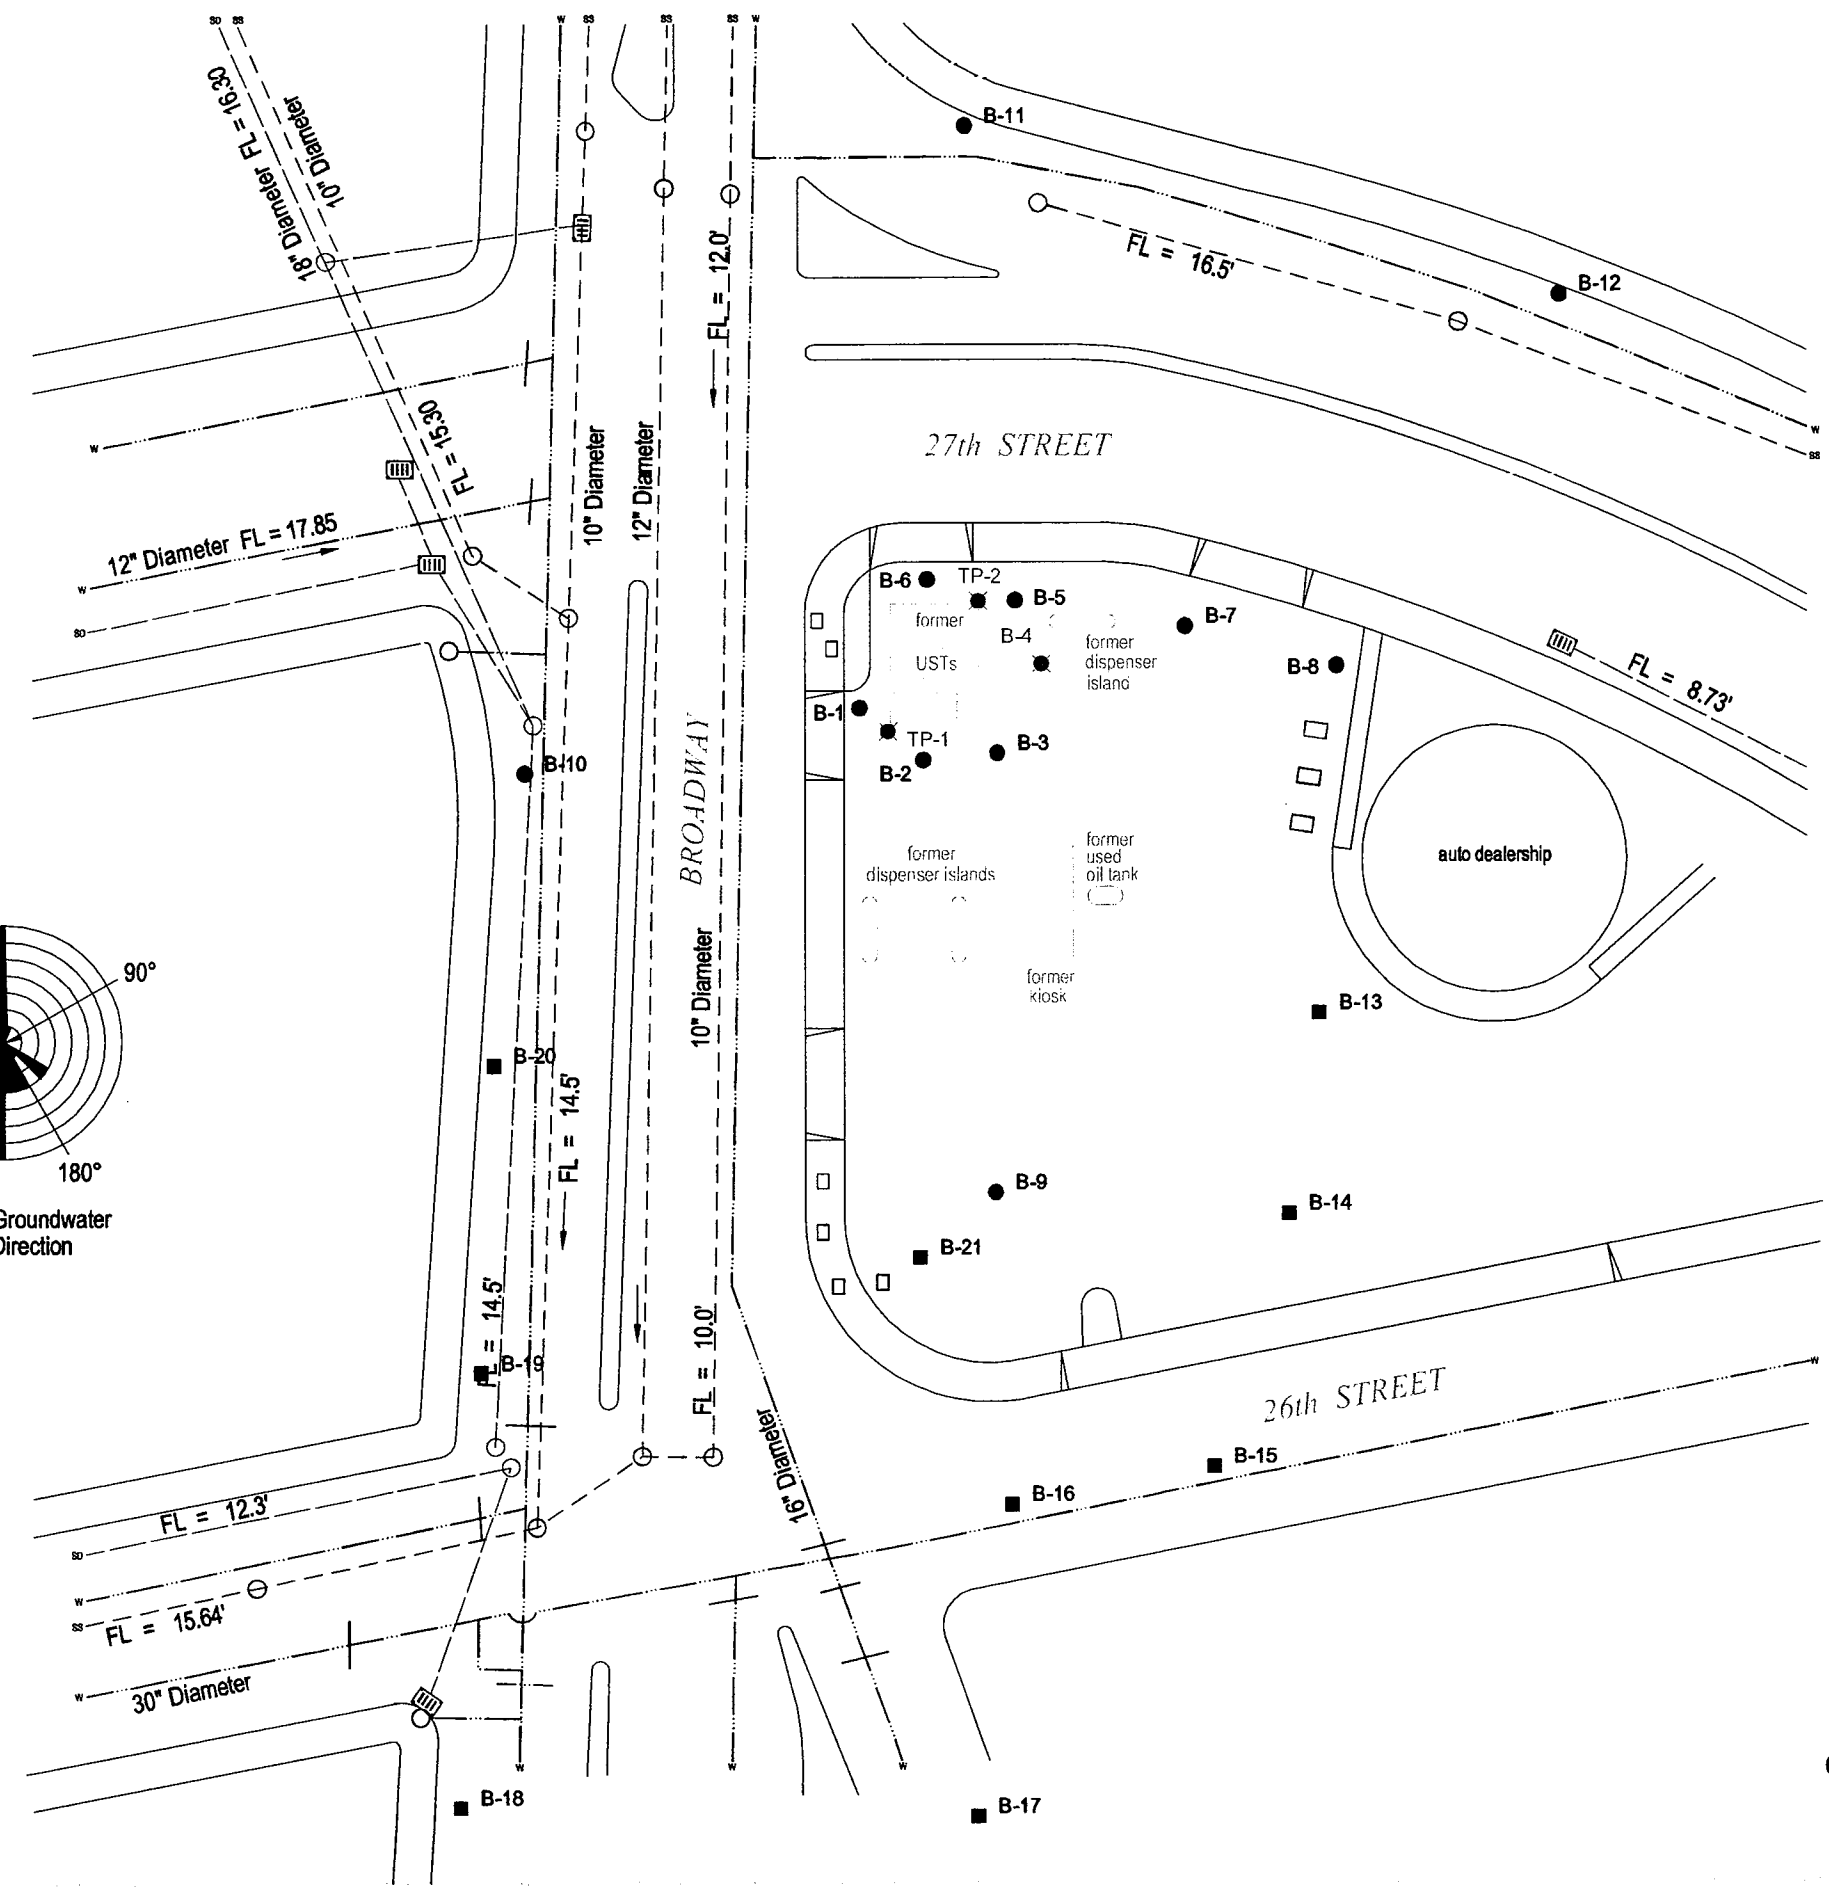 SD SS W SS SS SS W
18" Diameter FL = 16.30
10" Diameter
B-11
FL = 12.0'
FL = 16.5'
B-12
FL = 15.30
W
W
SS
27th STREET
10" Diameter
12" Diameter
12" Diameter FL = 17.85
W
SD
B-6
TP-2
B-5
former
USTs
B-4
former
dispenser
island
B-7
B-8
FL = 8.73'
B-1
TP-1
B-2
B-3
B-10
BROADWAY
former
dispenser islands
former
used
oil tank
auto dealership
10" Diameter
former
kiosk
90°
180°
Groundwater
Direction
B-13
B-20
FL = 14.5'
B-9
B-14
B-21
FL = 14.5'
B-19
FL = 10.0'
16" Diameter
26th STREET
W
B-15
B-16
FL = 12.3'
SD
W
SS
FL = 15.64'
W
30" Diameter
W
W
W
B-18
B-17